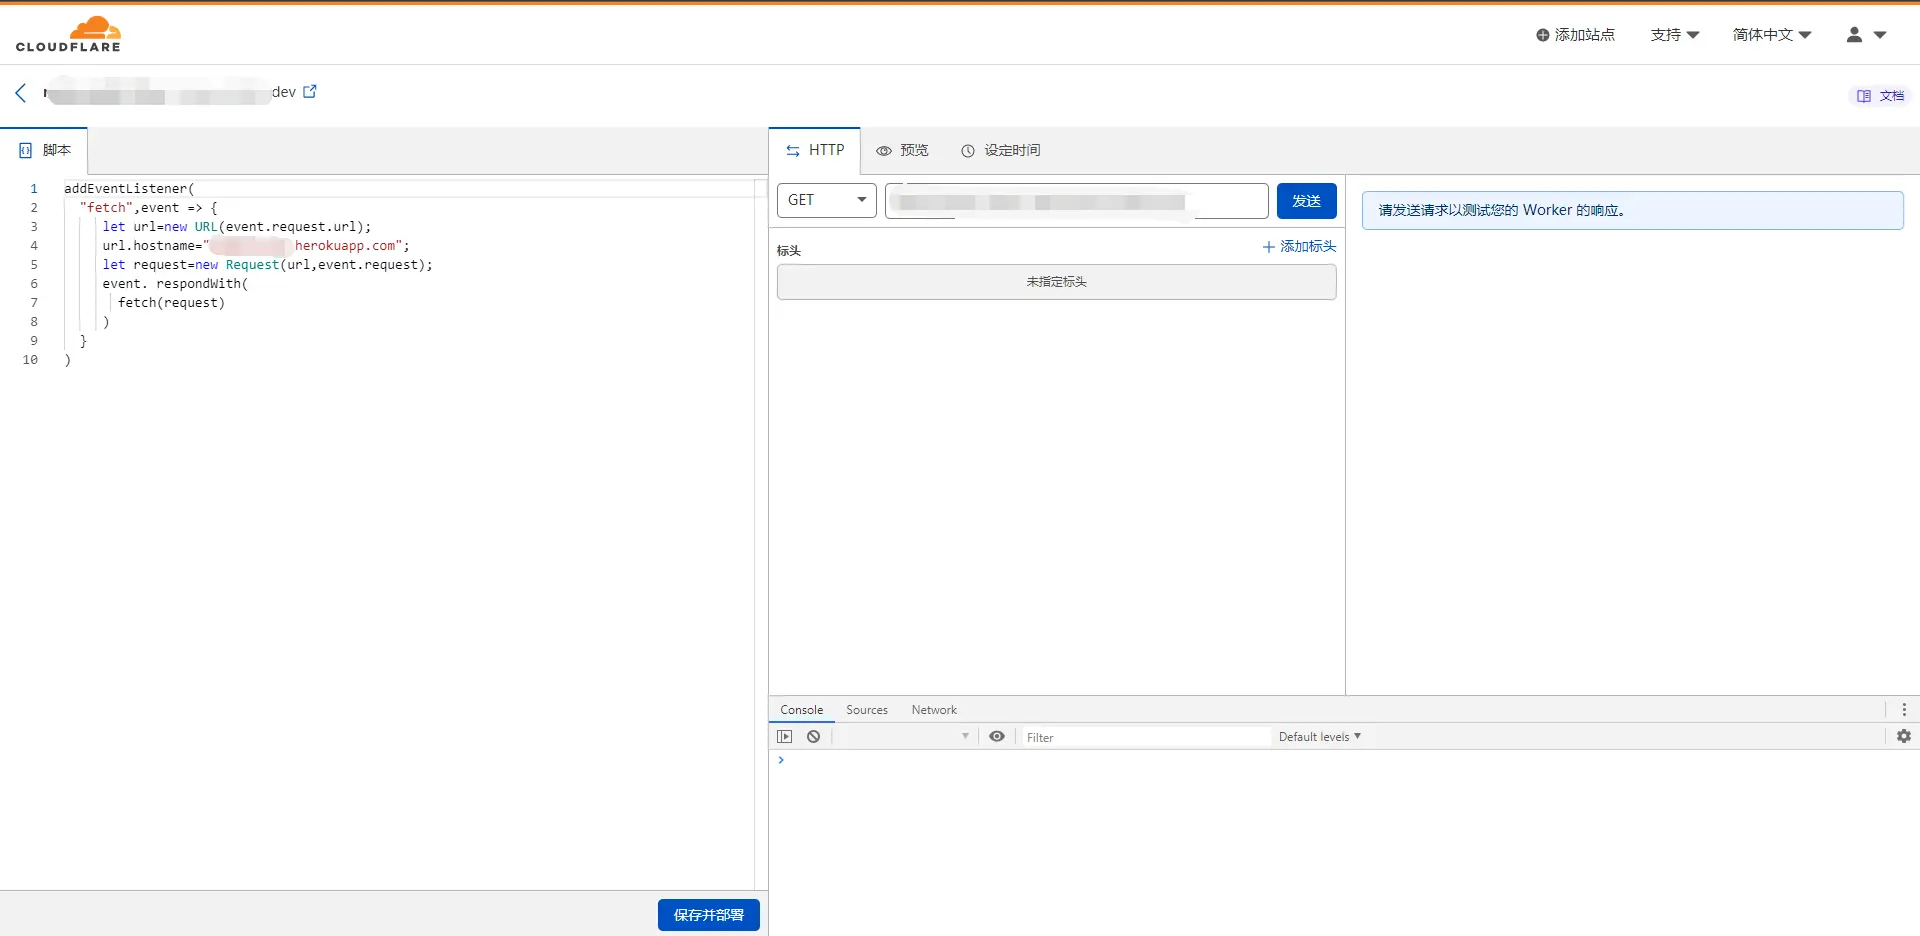 CLOUDFLARE
添加站点
支持
简体中文
dev
文档
脚本
1 addEventListener(
2 "fetch",event => {
3 let url=new URL(event.request.url);
4 url.hostname=" herokuapp.com";
5 let request=new Request(url,event.request);
6 event. respondWith(
7 fetch(request)
8 )
9 }
10 )
保存并部署
HTTP
预览
设定时间
GET
发送
标头
添加标头
未指定标头
请发送请求以测试您的 Worker 的响应。
Console Sources Network
Filter
Default levels